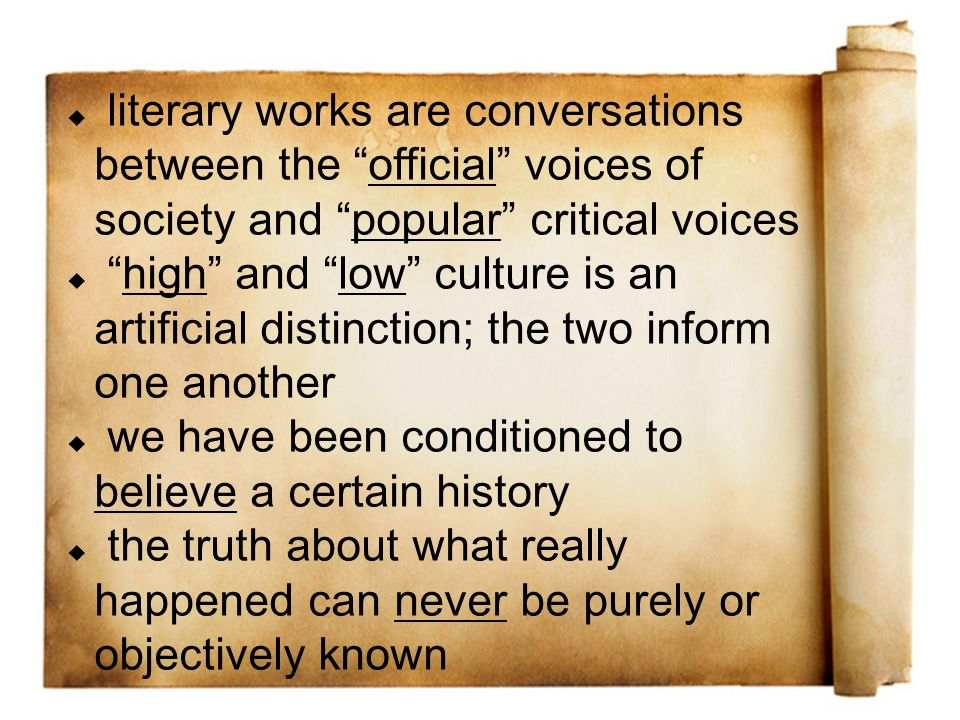 ◆ literary works are conversations
between the “official” voices of
society and “popular” critical voices
◆ “high” and “low” culture is an
artificial distinction; the two inform
one another
◆ we have been conditioned to
believe a certain history
◆ the truth about what really
happened can never be purely or
objectively known